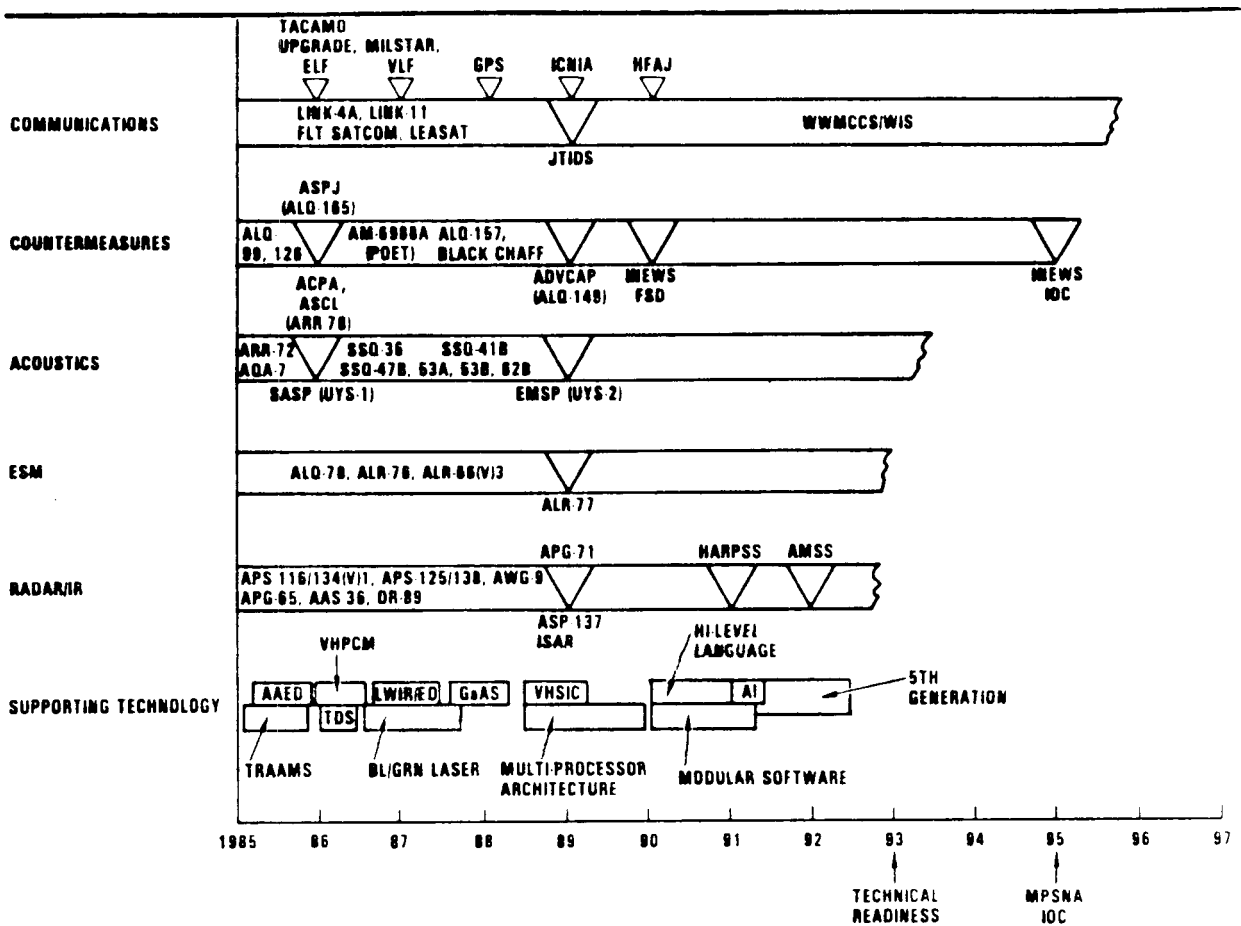 TACAMO
UPGRADE, MILSTAR,
ELF VLF GPS ICNIA HFAJ
COMMUNICATIONS
LINK-4A, LINK-11
FLT SATCOM, LEASAT
WWMCCS/WIS
JTIDS
ASPJ
(ALQ-165)
COUNTERMEASURES
ALQ-
99, 126
AM-6988A
(POET)
ALQ-157,
BLACK CHAFF
ACPA,
ASCL
(ARR 78)
ADVCAP
(ALQ-149)
INEWS
FSD
INEWS
IOC
ACOUSTICS
ARR-72
AQA-7
SSQ-36 SSQ-41B
SSQ-47B, 53A, 53B, 62B
SASP (UYS-1)
EMSP (UYS-2)
ESM
ALQ-78, ALR-76, ALR-66(V)3
ALR-77
APG-71
HARPSS
AMSS
RADAR/IR
APS 116/134(V)1, APS-125/138, AWG-9
APG-65, AAS 36, OR-89
ASP-137
ISAR
HI-LEVEL
LANGUAGE
VHPCM
SUPPORTING TECHNOLOGY
AAED LWIR/ED GaAS VHSIC AI
TDS
5TH
GENERATION
TRAAMS
BL/GRN LASER
MULTI-PROCESSOR
ARCHITECTURE
MODULAR SOFTWARE
1985 86 87 88 89 90 91 92 93 94 95 96 97
TECHNICAL
READINESS
MPSNA
IOC